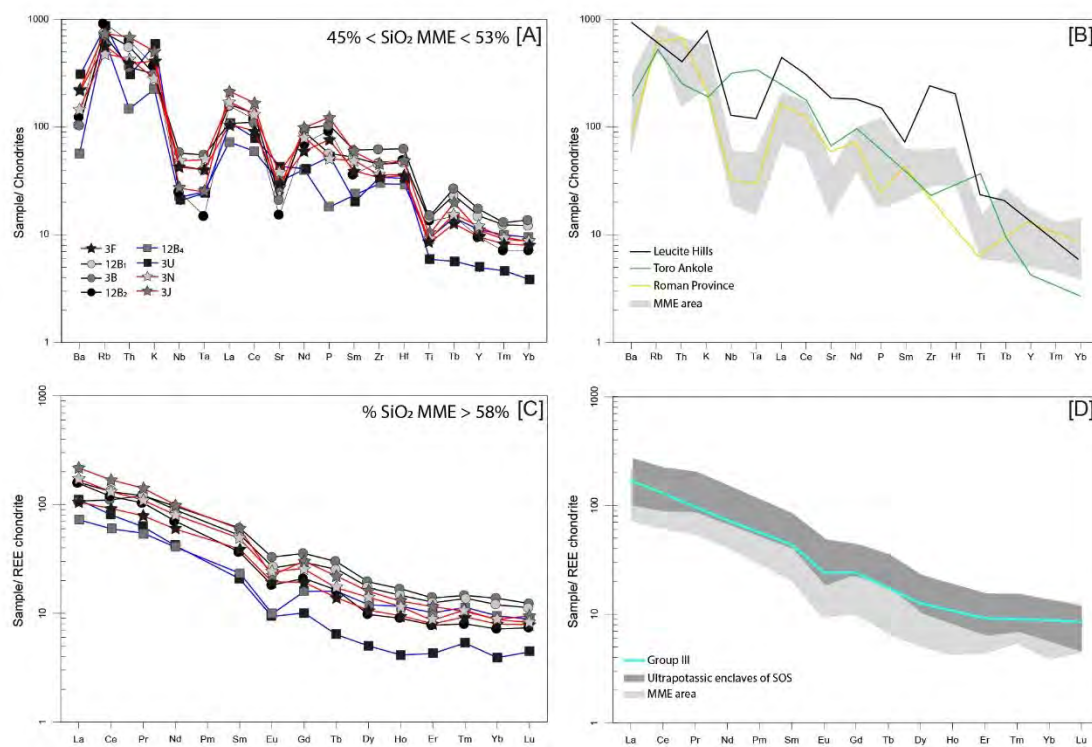 45% < SiO₂ MME < 53% [A]
1000
100
10
1
Sample/ Chondrites
3F 12B₄
12B₁ 3U
3B 3N
12B₂ 3J
Ba Rb Th K Nb Ta La Ce Sr Nd P Sm Zr Hf Ti Tb Y Tm Yb
[B]
1000
100
10
1
Sample/ Chondrites
Leucite Hills
Toro Ankole
Roman Province
MME area
Ba Rb Th K Nb Ta La Ce Sr Nd P Sm Zr Hf Ti Tb Y Tm Yb
% SiO₂ MME > 58% [C]
1000
100
10
1
Sample/ REE chondrite
La Ce Pr Nd Pm Sm Eu Gd Tb Dy Ho Er Tm Yb Lu
[D]
1000
100
10
1
Sample/ REE chondrite
Group III
Ultrapotassic enclaves of SOS
MME area
La Ce Pr Nd Pm Sm Eu Gd Tb Dy Ho Er Tm Yb Lu